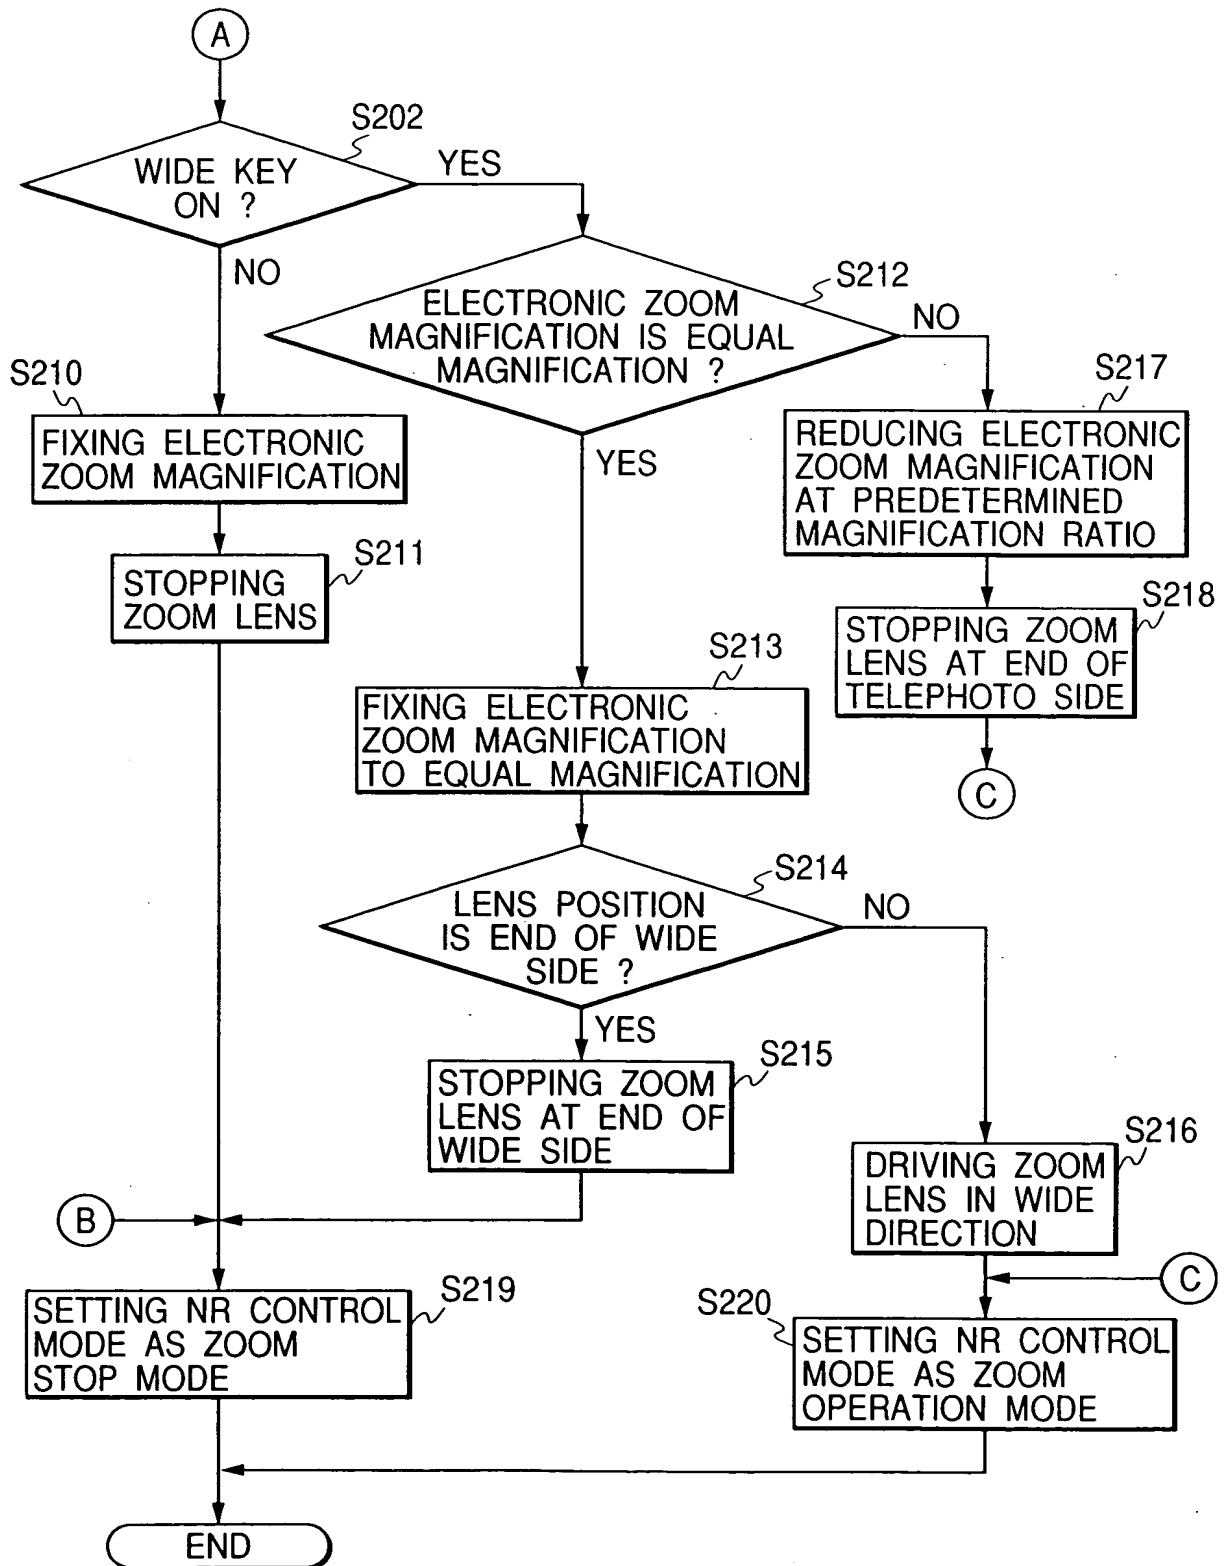 A
S202
WIDE KEY
ON ?
YES
NO
S212
ELECTRONIC ZOOM
MAGNIFICATION IS EQUAL
MAGNIFICATION ?
NO
YES
S210
FIXING ELECTRONIC
ZOOM MAGNIFICATION
S217
REDUCING ELECTRONIC
ZOOM MAGNIFICATION
AT PREDETERMINED
MAGNIFICATION RATIO
S211
STOPPING
ZOOM LENS
S218
STOPPING ZOOM
LENS AT END OF
TELEPHOTO SIDE
C
S213
FIXING ELECTRONIC
ZOOM MAGNIFICATION
TO EQUAL MAGNIFICATION
S214
LENS POSITION
IS END OF WIDE
SIDE ?
NO
YES
S215
STOPPING ZOOM
LENS AT END OF
WIDE SIDE
S216
DRIVING ZOOM
LENS IN WIDE
DIRECTION
B
C
S219
SETTING NR CONTROL
MODE AS ZOOM
STOP MODE
S220
SETTING NR CONTROL
MODE AS ZOOM
OPERATION MODE
END